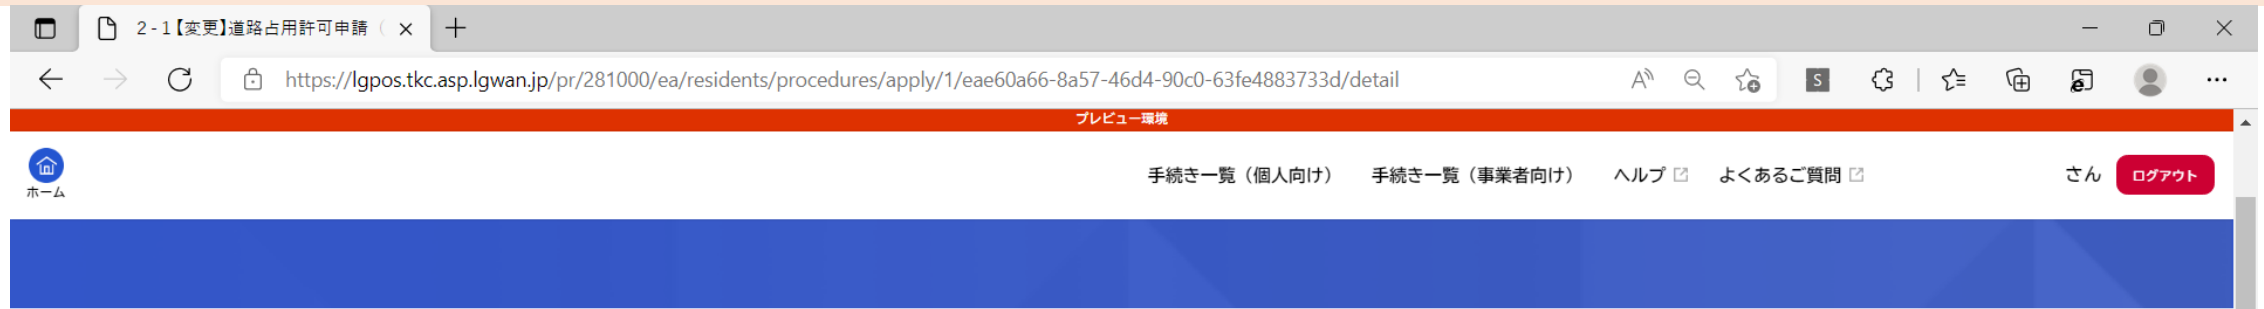 2-1【変更】道路占用許可申請（
https://lgpos.tkc.asp.lgwan.jp/pr/281000/ea/residents/procedures/apply/1/eae60a66-8a57-46d4-90c0-63fe4883733d/detail
プレビュー環境
ホーム
手続き一覧（個人向け） 手続き一覧（事業者向け） ヘルプ よくあるご質問 さん ログアウト